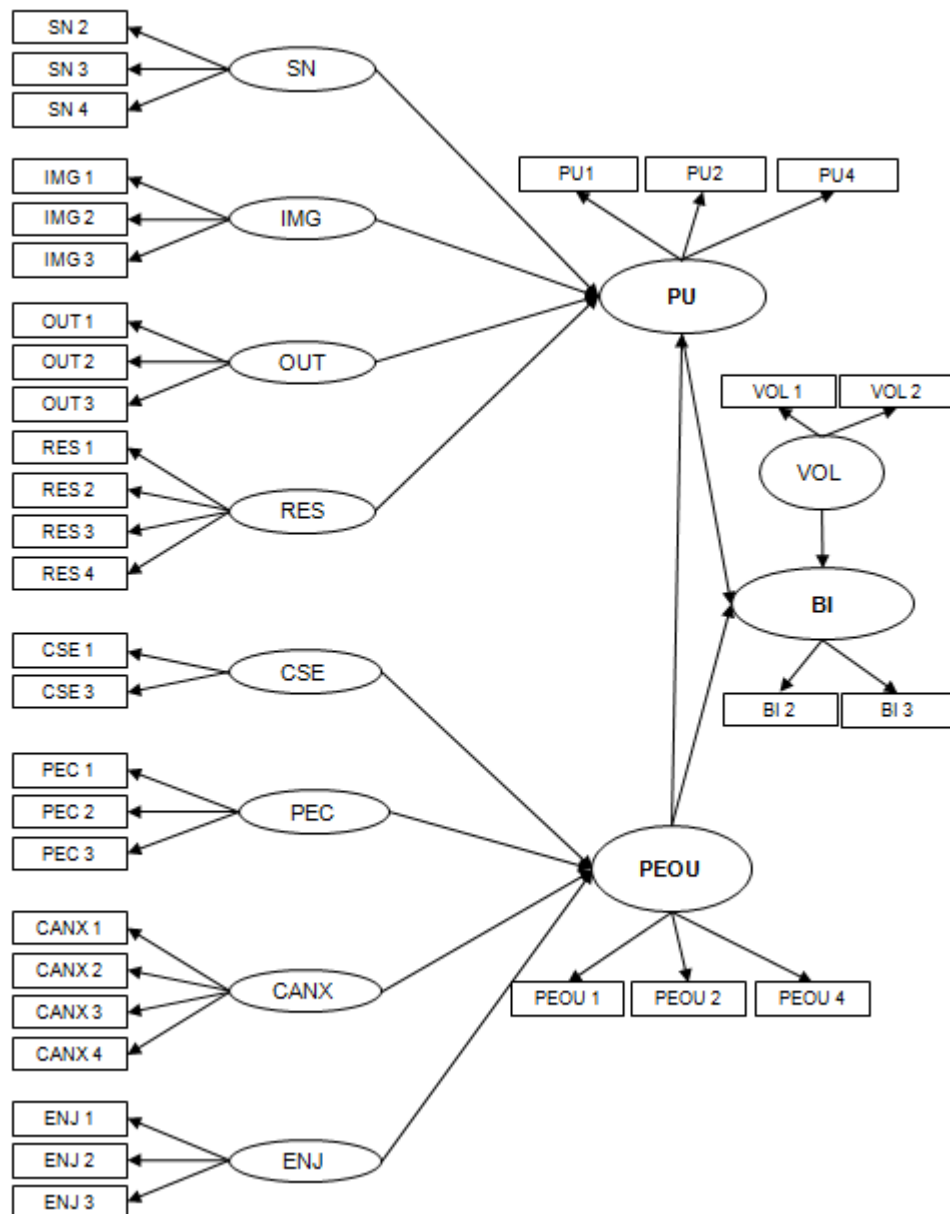 SN 2
SN 3
SN 4
SN
IMG 1
IMG 2
IMG 3
IMG
OUT 1
OUT 2
OUT 3
OUT
RES 1
RES 2
RES 3
RES 4
RES
CSE 1
CSE 3
CSE
PEC 1
PEC 2
PEC 3
PEC
CANX 1
CANX 2
CANX 3
CANX 4
CANX
ENJ 1
ENJ 2
ENJ 3
ENJ
PU1
PU2
PU4
PU
VOL 1
VOL 2
VOL
BI
BI 2
BI 3
PEOU
PEOU 1
PEOU 2
PEOU 4